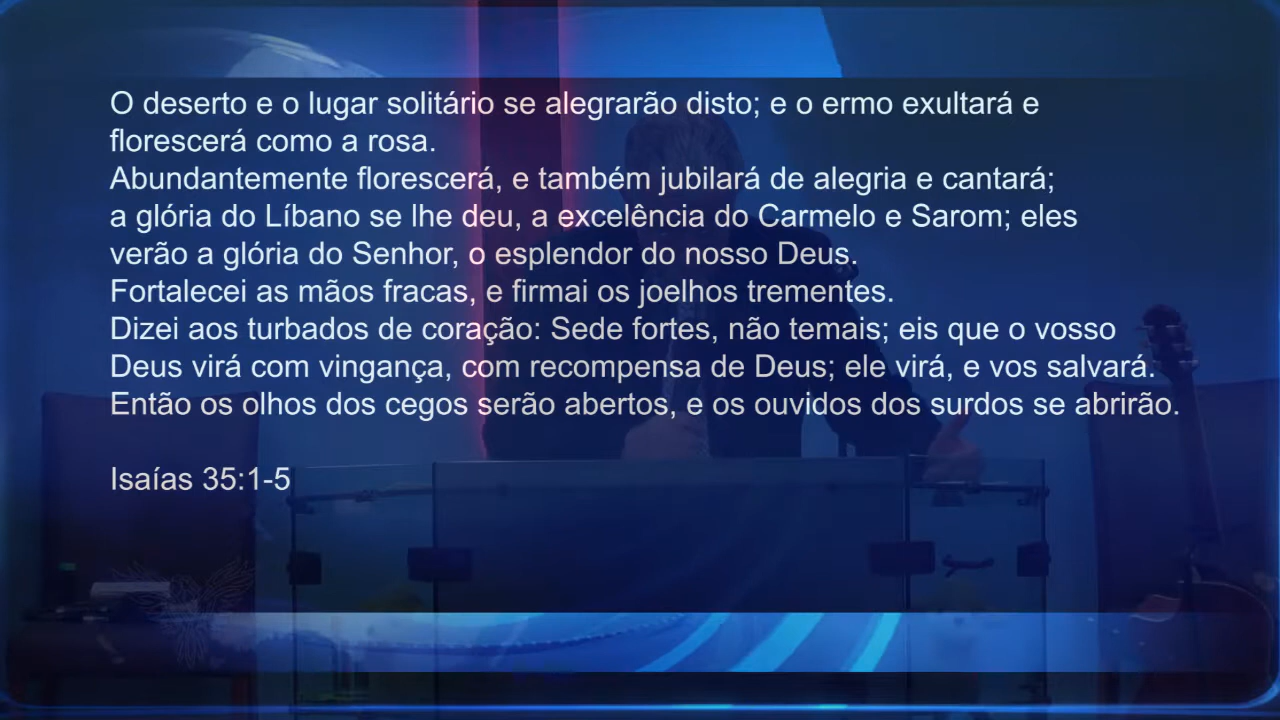 O deserto e o lugar solitário se alegrarão disto; e o ermo exultará e
florescerá como a rosa.
Abundantemente florescerá, e também jubilará de alegria e cantará;
a glória do Líbano se lhe deu, a excelência do Carmelo e Sarom; eles
verão a glória do Senhor, o esplendor do nosso Deus.
Fortalecei as mãos fracas, e firmai os joelhos trementes.
Dizei aos turbados de coração: Sede fortes, não temais; eis que o vosso
Deus virá com vingança, com recompensa de Deus; ele virá, e vos salvará.
Então os olhos dos cegos serão abertos, e os ouvidos dos surdos se abrirão.
Isaías 35:1-5